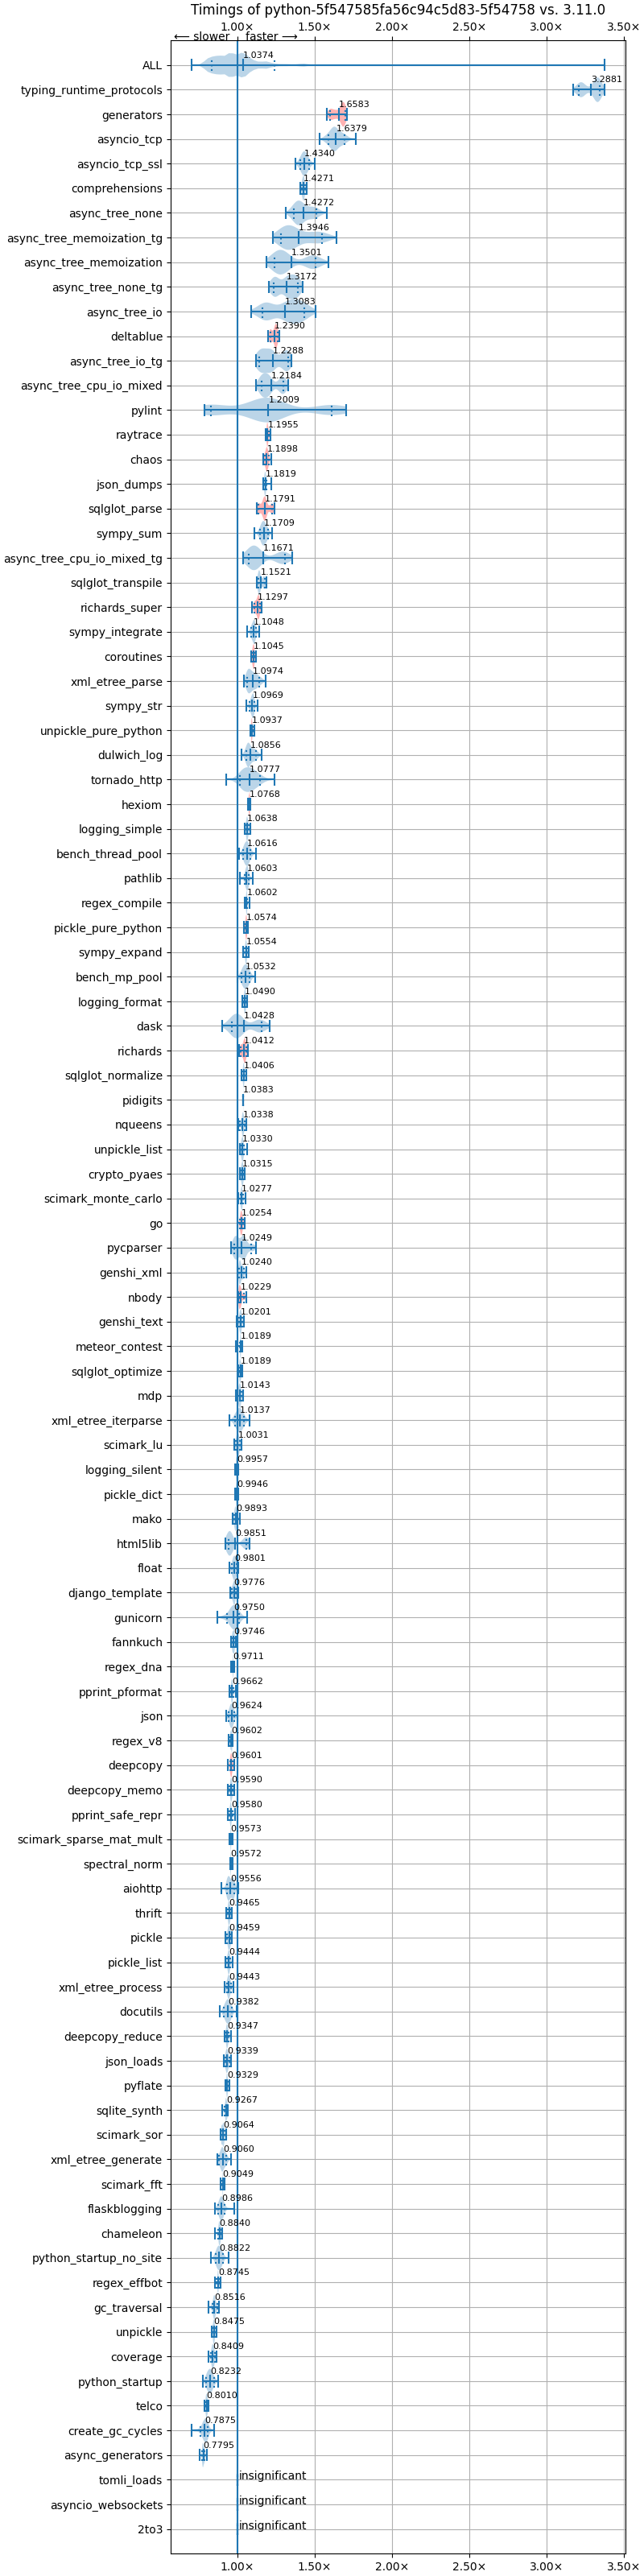 Timings of python-5f547585fa56c94c5d83-5f54758 vs. 3.11.0
1.00× 1.50× 2.00× 2.50× 3.00× 3.50×
⟵ slower faster ⟶
ALL 1.0374
typing_runtime_protocols 3.2881
generators 1.6583
asyncio_tcp 1.6379
asyncio_tcp_ssl 1.4340
comprehensions 1.4271
async_tree_none 1.4272
async_tree_memoization_tg 1.3946
async_tree_memoization 1.3501
async_tree_none_tg 1.3172
async_tree_io 1.3083
deltablue 1.2390
async_tree_io_tg 1.2288
async_tree_cpu_io_mixed 1.2184
pylint 1.2009
raytrace 1.1955
chaos 1.1898
json_dumps 1.1819
sqlglot_parse 1.1791
sympy_sum 1.1709
async_tree_cpu_io_mixed_tg 1.1671
sqlglot_transpile 1.1521
richards_super 1.1297
sympy_integrate 1.1048
coroutines 1.1045
xml_etree_parse 1.0974
sympy_str 1.0969
unpickle_pure_python 1.0937
dulwich_log 1.0856
tornado_http 1.0777
hexiom 1.0768
logging_simple 1.0638
bench_thread_pool 1.0616
pathlib 1.0603
regex_compile 1.0602
pickle_pure_python 1.0574
sympy_expand 1.0554
bench_mp_pool 1.0532
logging_format 1.0490
dask 1.0428
richards 1.0412
sqlglot_normalize 1.0406
pidigits 1.0383
nqueens 1.0338
unpickle_list 1.0330
crypto_pyaes 1.0315
scimark_monte_carlo 1.0277
go 1.0254
pycparser 1.0249
genshi_xml 1.0240
nbody 1.0229
genshi_text 1.0201
meteor_contest 1.0189
sqlglot_optimize 1.0189
mdp 1.0143
xml_etree_iterparse 1.0137
scimark_lu 1.0031
logging_silent 0.9957
pickle_dict 0.9946
mako 0.9893
html5lib 0.9851
float 0.9801
django_template 0.9776
gunicorn 0.9750
fannkuch 0.9746
regex_dna 0.9711
pprint_pformat 0.9662
json 0.9624
regex_v8 0.9602
deepcopy 0.9601
deepcopy_memo 0.9590
pprint_safe_repr 0.9580
scimark_sparse_mat_mult 0.9573
spectral_norm 0.9572
aiohttp 0.9556
thrift 0.9465
pickle 0.9459
pickle_list 0.9444
xml_etree_process 0.9443
docutils 0.9382
deepcopy_reduce 0.9347
json_loads 0.9339
pyflate 0.9329
sqlite_synth 0.9267
scimark_sor 0.9064
xml_etree_generate 0.9060
scimark_fft 0.9049
flaskblogging 0.8986
chameleon 0.8840
python_startup_no_site 0.8822
regex_effbot 0.8745
gc_traversal 0.8516
unpickle 0.8475
coverage 0.8409
python_startup 0.8232
telco 0.8010
create_gc_cycles 0.7875
async_generators 0.7795
tomli_loads insignificant
asyncio_websockets insignificant
2to3 insignificant
1.00× 1.50× 2.00× 2.50× 3.00× 3.50×